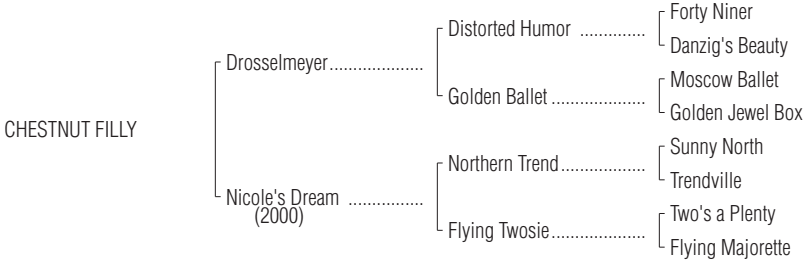 Forty Niner
Distorted Humor ..............
Danzig's Beauty
Drosselmeyer....................
Moscow Ballet
Golden Ballet ....................
Golden Jewel Box
CHESTNUT FILLY
Sunny North
Northern Trend..................
Trendville
Nicole's Dream ................
(2000)
Two's a Plenty
Flying Twosie....................
Flying Majorette